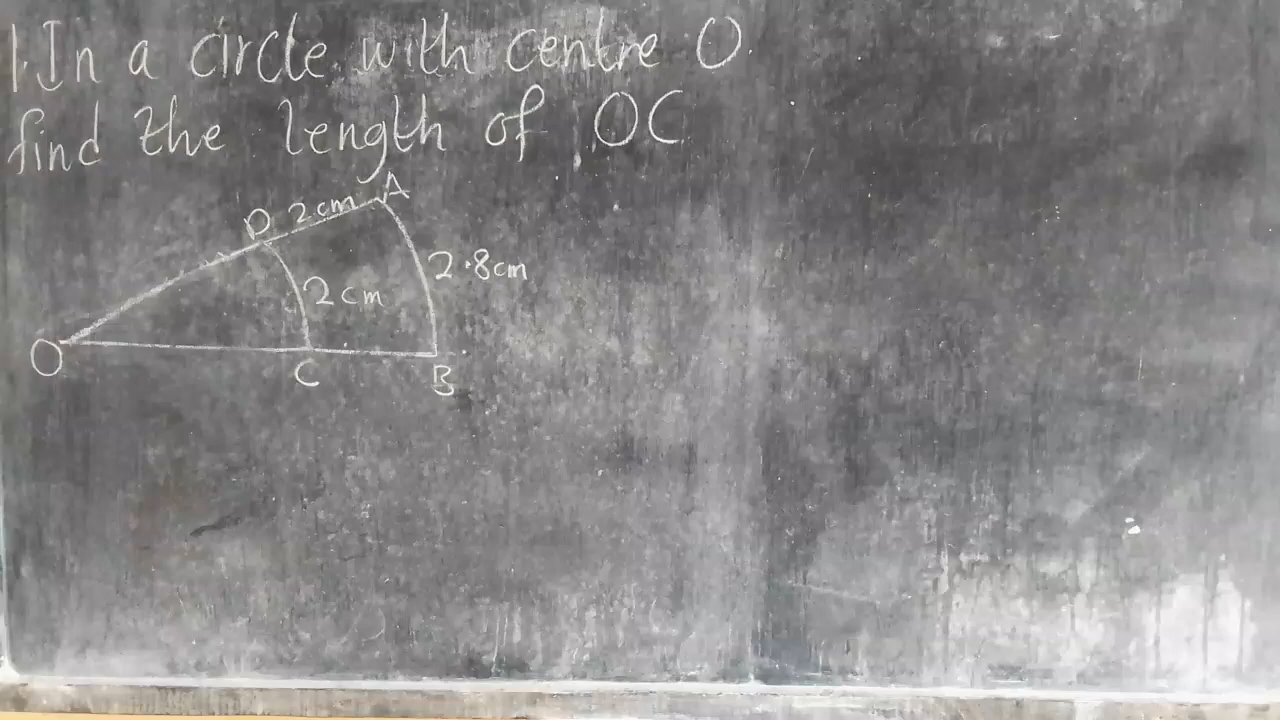 1. In a circle with centre O.
find the length of OC
A
D 2cm
2.8cm
2cm
O
C
B